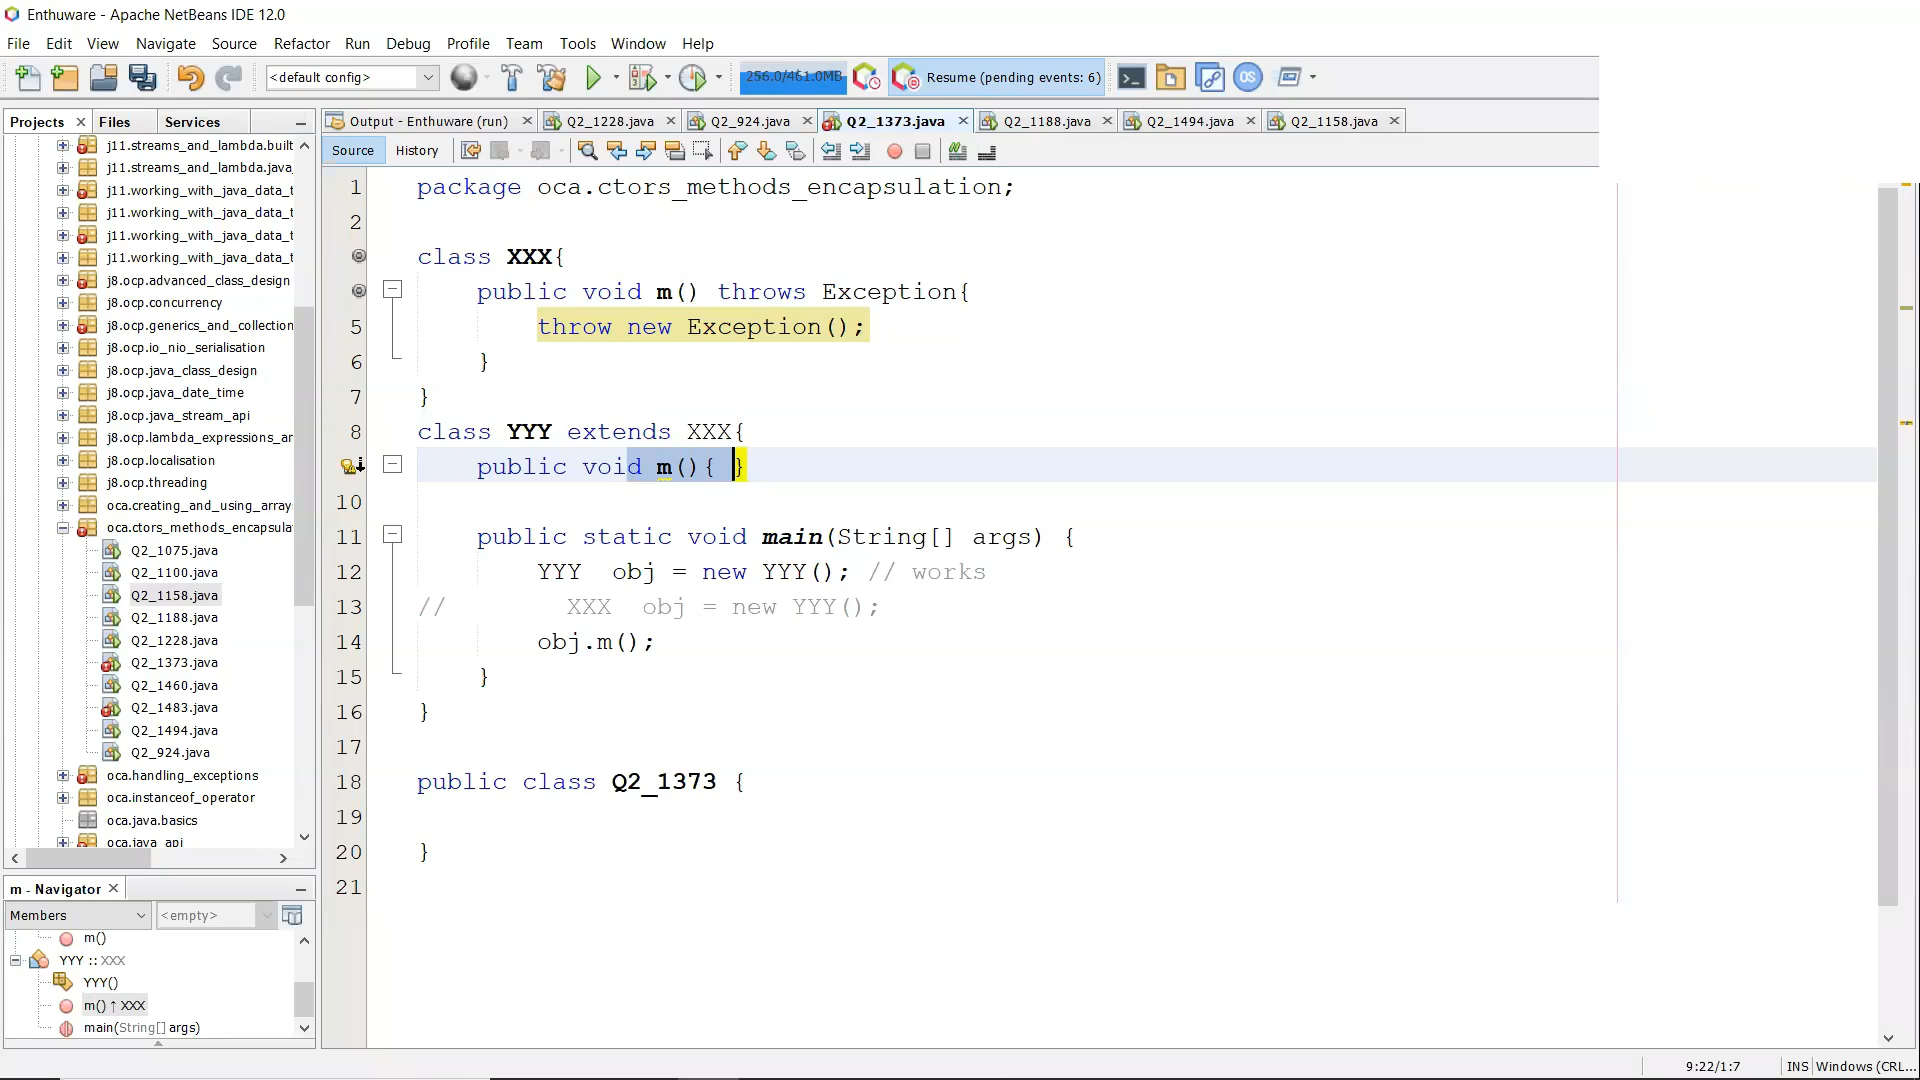 Enthuware - Apache NetBeans IDE 12.0
File Edit View Navigate Source Refactor Run Debug Profile Team Tools Window Help
<default config> 256.0/461.0MB Resume (pending events: 6) OS
Projects Files Services
Output - Enthuware (run) Q2_1228.java Q2_924.java Q2_1373.java Q2_1188.java Q2_1494.java Q2_1158.java
Source History
j11.streams_and_lambda.built
j11.streams_and_lambda.java_
j11.working_with_java_data_t
j11.working_with_java_data_t
j11.working_with_java_data_t
j11.working_with_java_data_t
j8.ocp.advanced_class_design
j8.ocp.concurrency
j8.ocp.generics_and_collection
j8.ocp.io_nio_serialisation
j8.ocp.java_class_design
j8.ocp.java_date_time
j8.ocp.java_stream_api
j8.ocp.lambda_expressions_ar
j8.ocp.localisation
j8.ocp.threading
oca.creating_and_using_array
oca.ctors_methods_encapsula
Q2_1075.java
Q2_1100.java
Q2_1158.java
Q2_1188.java
Q2_1228.java
Q2_1373.java
Q2_1460.java
Q2_1483.java
Q2_1494.java
Q2_924.java
oca.handling_exceptions
oca.instanceof_operator
oca.java.basics
oca.java_api
m - Navigator
Members <empty>
m()
YYY :: XXX
YYY()
m() ↑ XXX
main(String[] args)
1 package oca.ctors_methods_encapsulation;
2
class XXX{
public void m() throws Exception{
5 throw new Exception();
6 }
7 }
8 class YYY extends XXX{
public void m(){ }
10
11 public static void main(String[] args) {
12 YYY obj = new YYY(); // works
13 // XXX obj = new YYY();
14 obj.m();
15 }
16 }
17
18 public class Q2_1373 {
19
20 }
21
9:22/1:7 INS Windows (CRL...